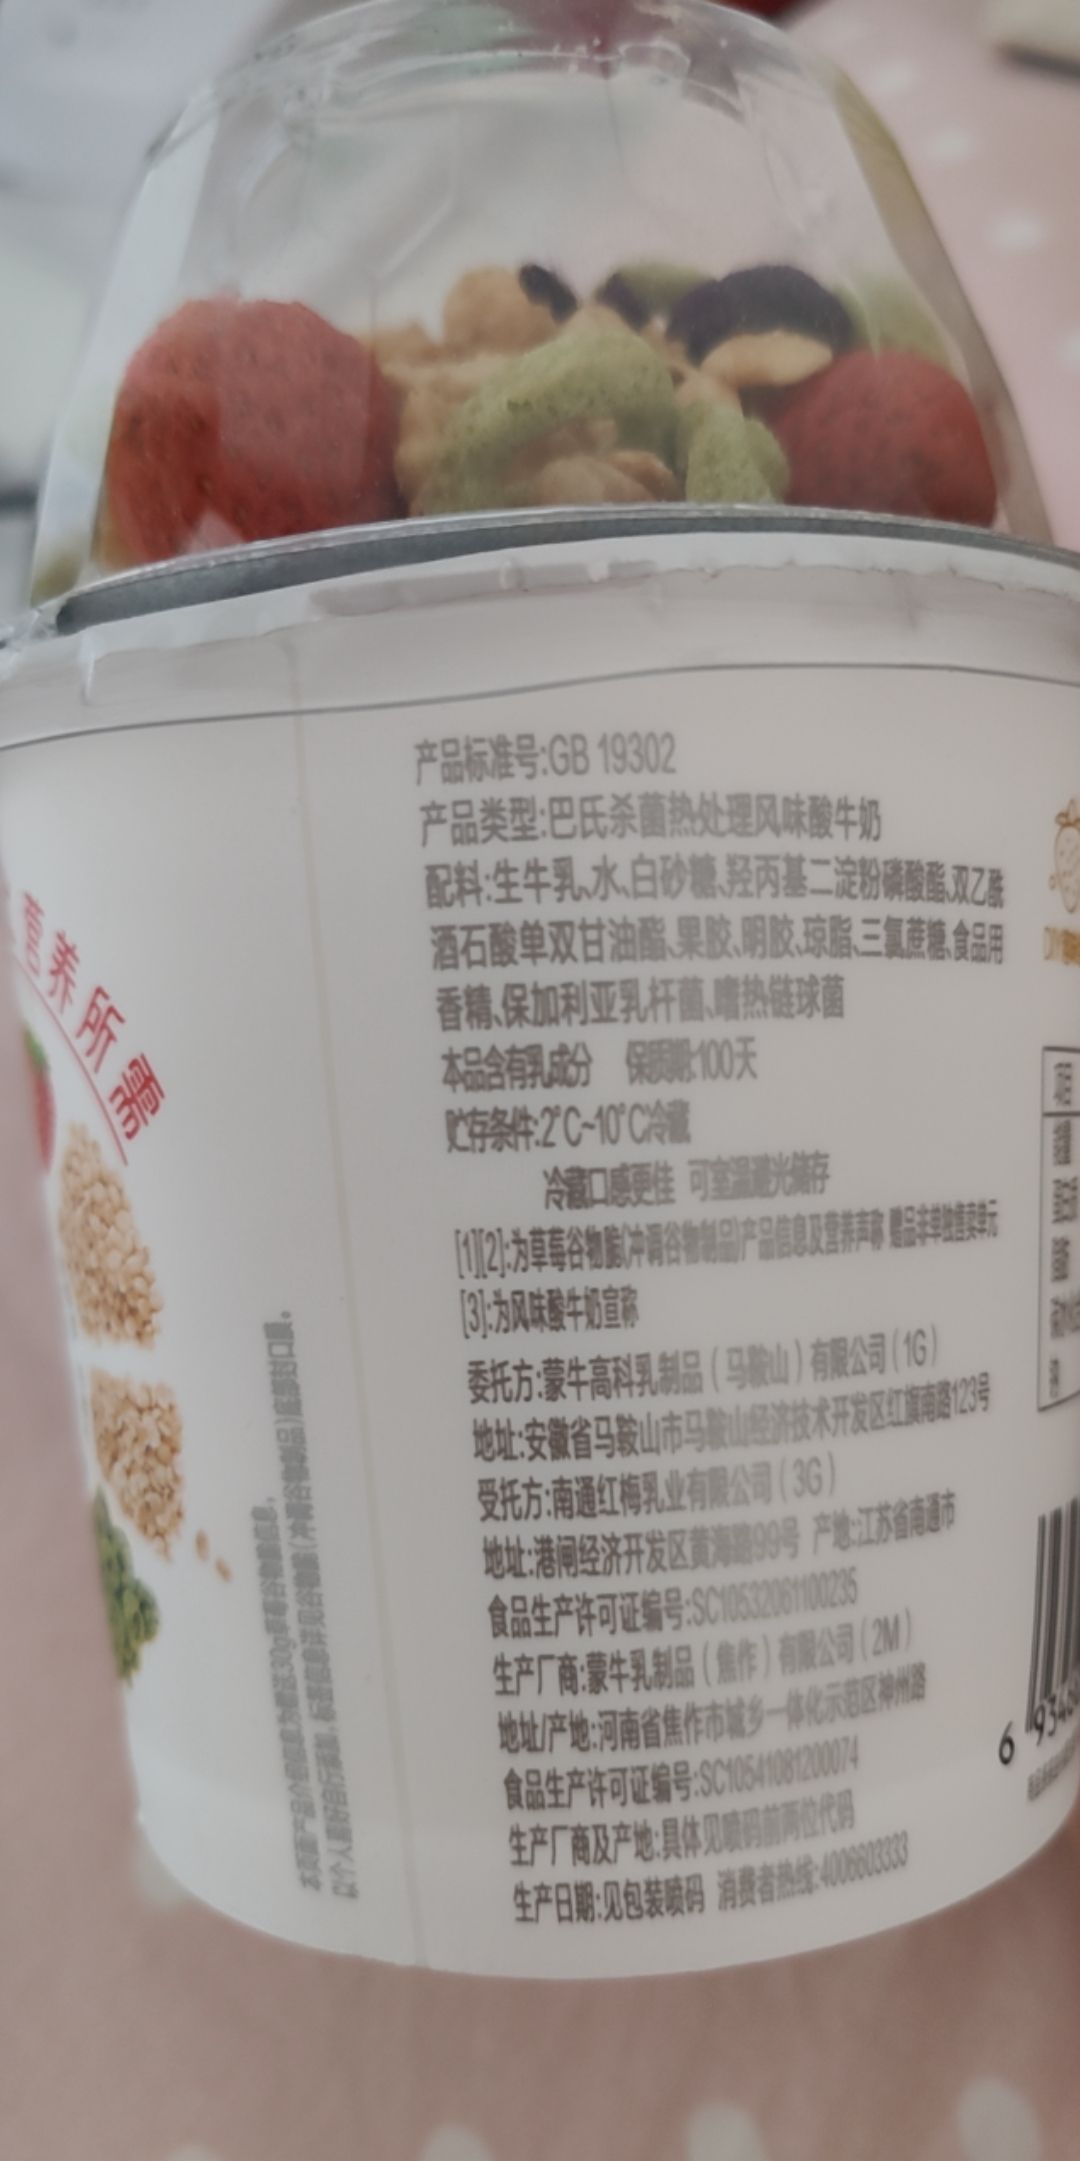 营养所需
产品标准号:GB 19302
产品类型:巴氏杀菌热处理风味酸牛奶
配料:生牛乳、水、白砂糖、羟丙基二淀粉磷酸酯、双乙酰
酒石酸单双甘油酯、果胶、明胶、琼脂、三氯蔗糖、食品用
香精、保加利亚乳杆菌、嗜热链球菌
本品含有乳成分 保质期:100天
贮存条件:2°C~10°C冷藏
冷藏口感更佳 可室温避光储存
[1][2]:为草莓谷物脆(冲调谷物制品)产品信息及营养声称 赠品非单独售卖单元
[3]:为风味酸牛奶宣称
委托方:蒙牛高科乳制品(马鞍山)有限公司(1G)
地址:安徽省马鞍山市马鞍山经济技术开发区红旗南路123号
受托方:南通红梅乳业有限公司(3G)
地址:港闸经济开发区黄海路99号 产地:江苏省南通市
食品生产许可证编号:SC10532061100235
生产厂商:蒙牛乳制品(焦作)有限公司(2M)
地址/产地:河南省焦作市城乡一体化示范区神州路
食品生产许可证编号:SC10541081200074
生产厂商及产地:具体见喷码前两位代码
生产日期:见包装喷码 消费者热线:4006603333
项目